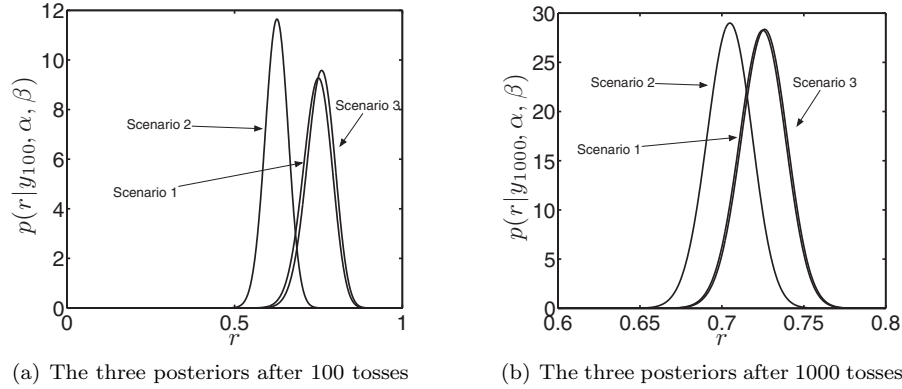 12
10
8
6
4
2
0
p(r|y₁₀₀, α, β)
Scenario 2
Scenario 3
Scenario 1
0
0.5
1
r
(a) The three posteriors after 100 tosses
30
25
20
15
10
5
0
p(r|y₁₀₀₀, α, β)
Scenario 2
Scenario 3
Scenario 1
0.6
0.65
0.7
0.75
0.8
r
(b) The three posteriors after 1000 tosses